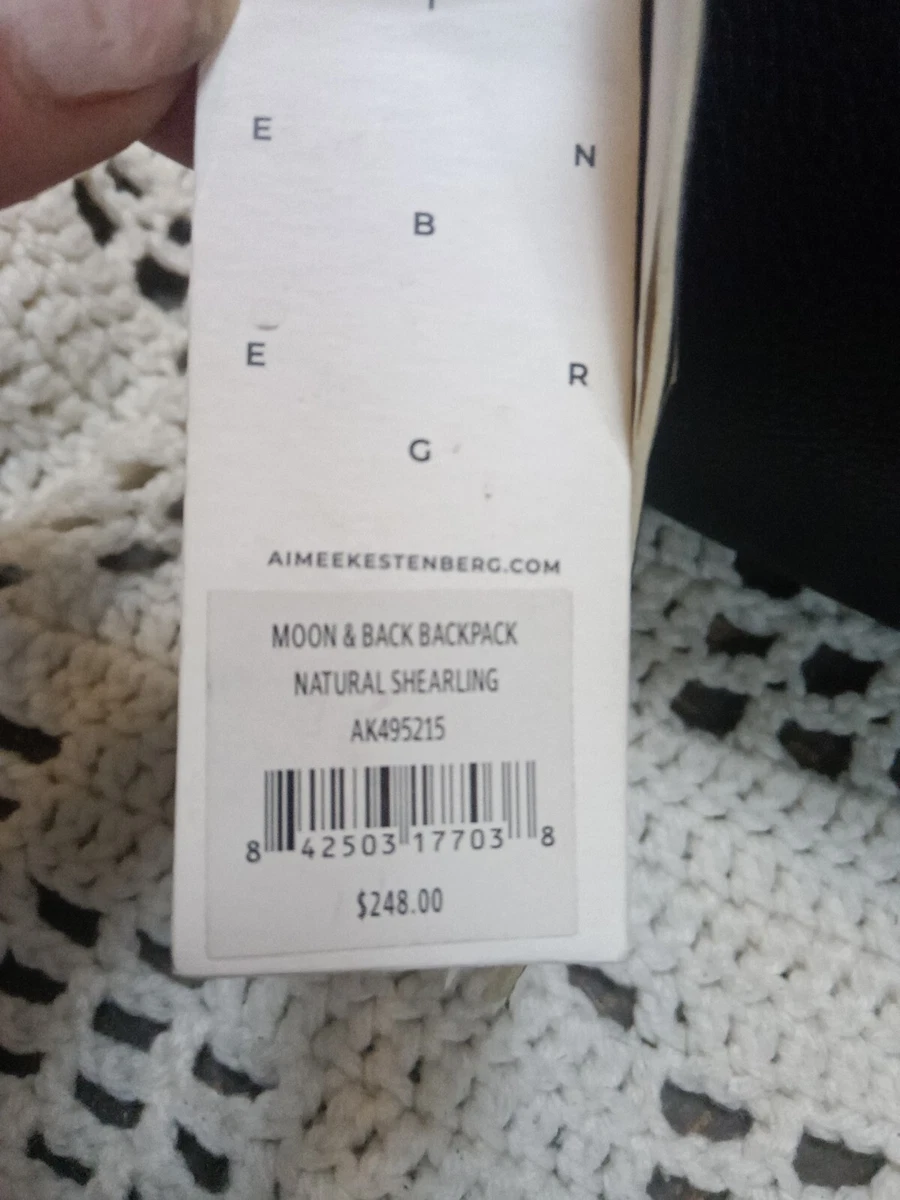 E
N
B
E
R
G
AIMEEKESTENBERG.COM
MOON & BACK BACKPACK
NATURAL SHEARLING
AK495215
8 42503 17703 8
$248.00